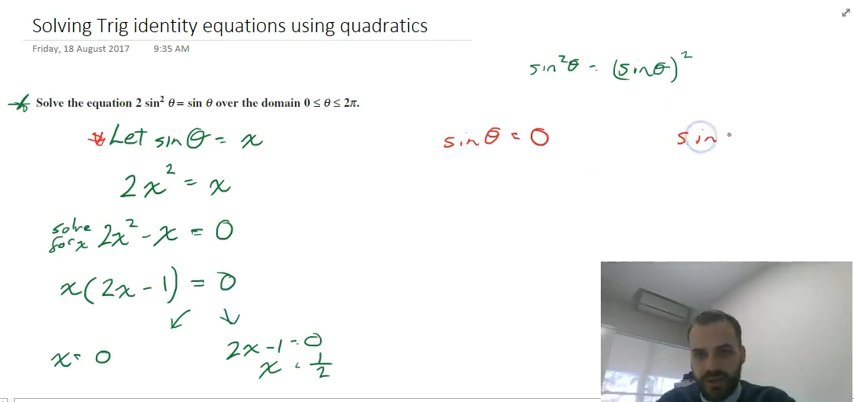 Solving Trig identity equations using quadratics
Friday, 18 August 2017 9:35 AM
sin²θ = (sinθ)²
Solve the equation 2 sin² θ = sin θ over the domain 0 ≤ θ ≤ 2π.
Let sin θ = x
sin θ = 0
sin
2x² = x
solve for x 2x² - x = 0
x(2x - 1) = 0
x = 0
2x - 1 = 0
x = 1/2